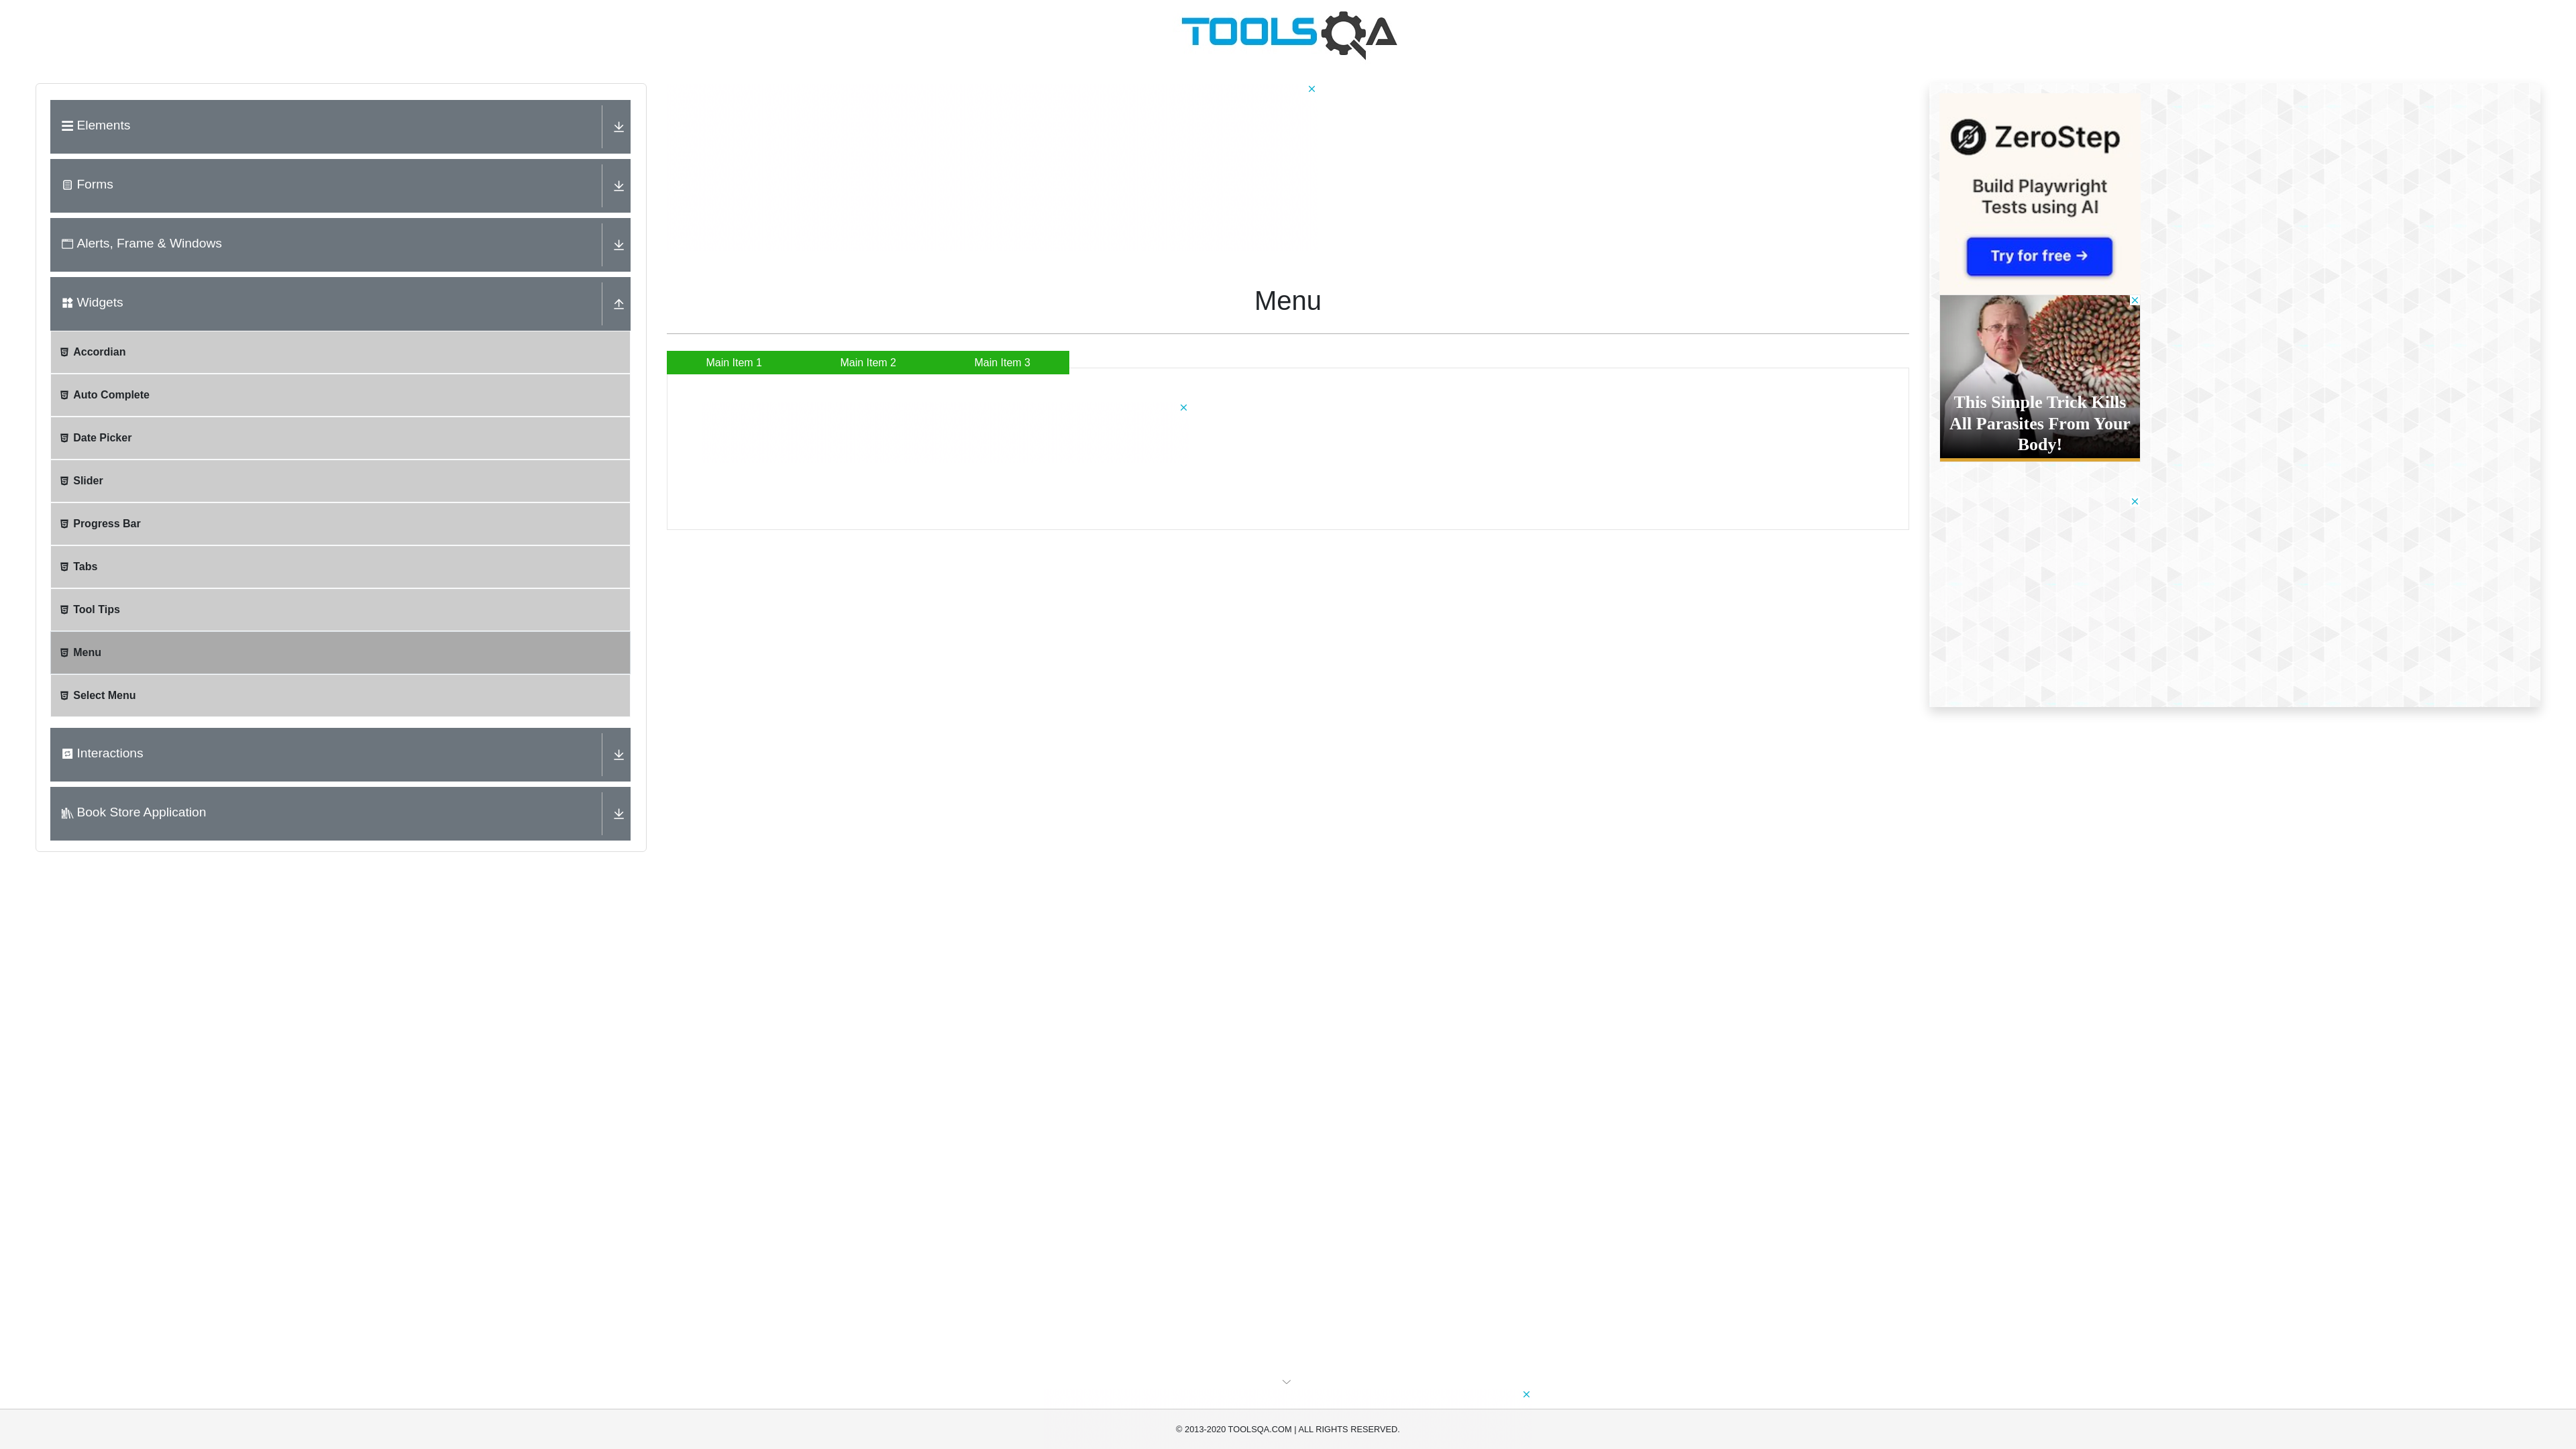 TOOLSQA
Elements
Forms
Alerts, Frame & Windows
Widgets
Accordian
Auto Complete
Date Picker
Slider
Progress Bar
Tabs
Tool Tips
Menu
Select Menu
Interactions
Book Store Application
Menu
Main Item 1
Main Item 2
Main Item 3
ZeroStep
Build Playwright
Tests using AI
Try for free →
This Simple Trick Kills
All Parasites From Your
Body!
© 2013-2020 TOOLSQA.COM | ALL RIGHTS RESERVED.